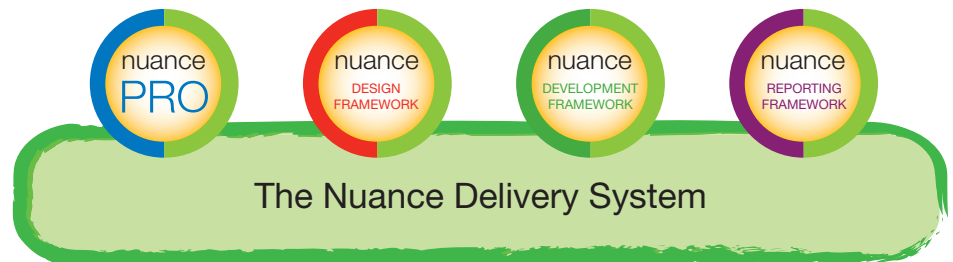 nuance
PRO
nuance
DESIGN
FRAMEWORK
nuance
DEVELOPMENT
FRAMEWORK
nuance
REPORTING
FRAMEWORK
The Nuance Delivery System